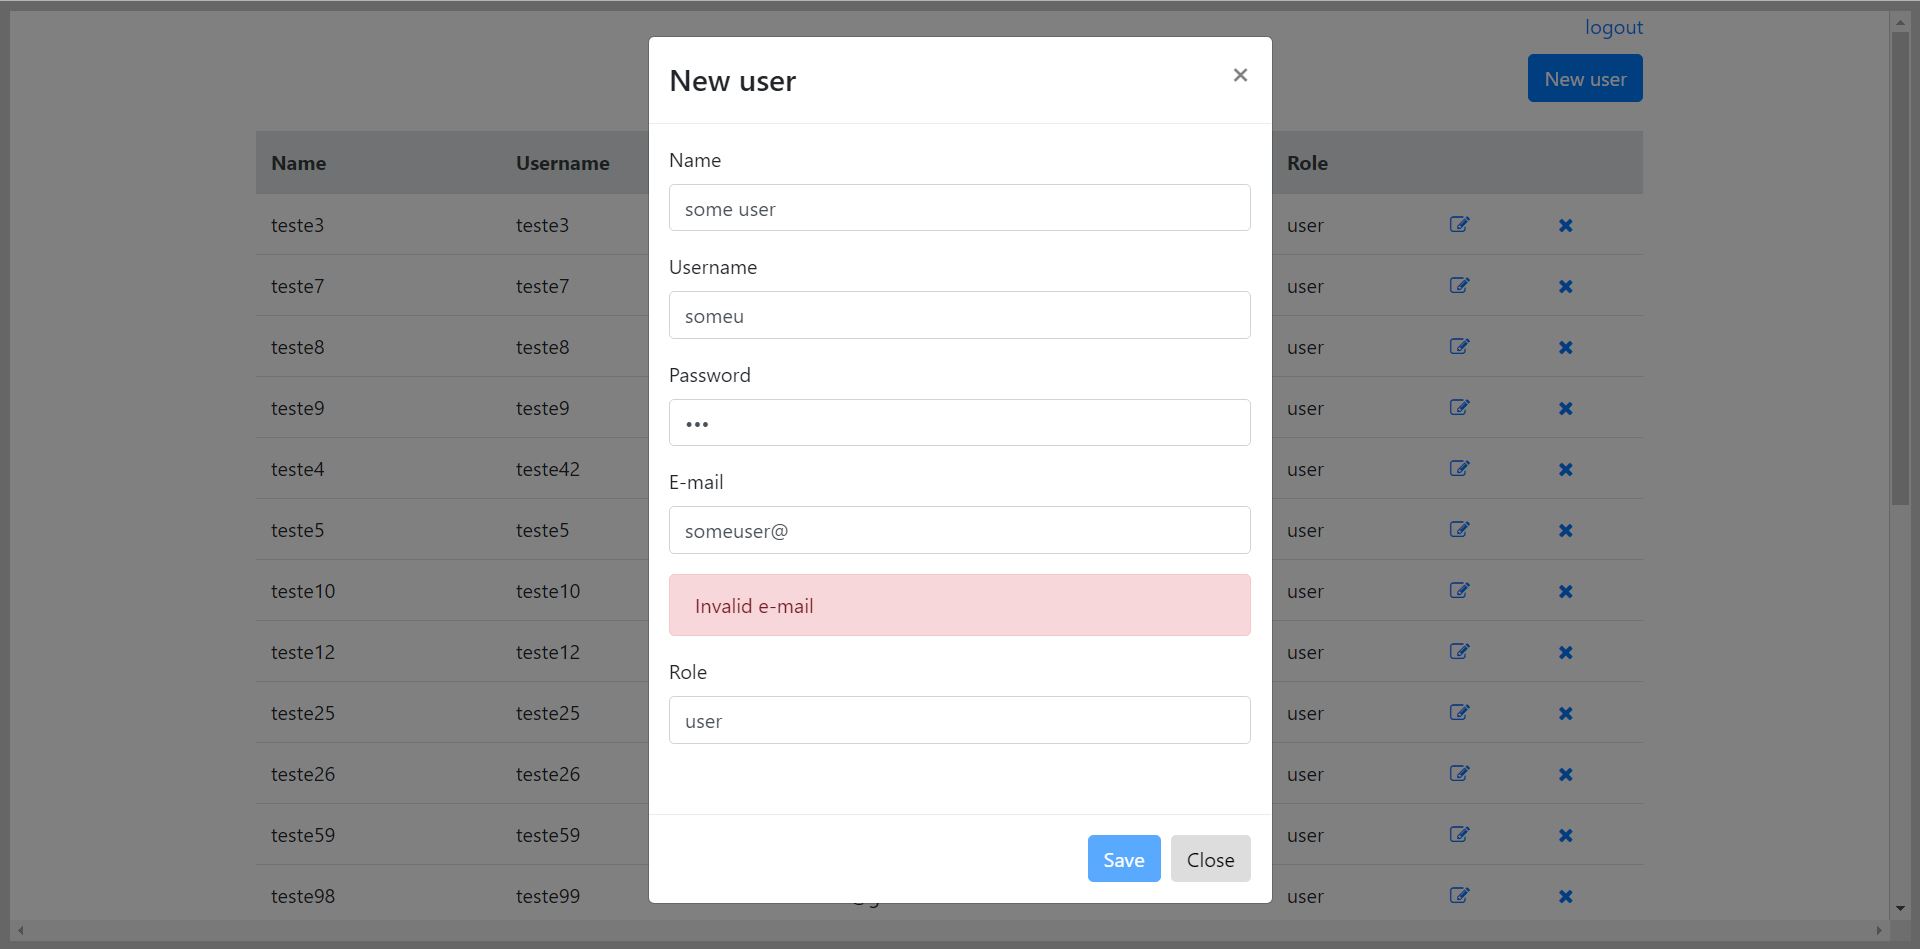 logout
New user
Name Username Role
teste3 teste3 user
teste7 teste7 user
teste8 teste8 user
teste9 teste9 user
teste4 teste42 user
teste5 teste5 user
teste10 teste10 user
teste12 teste12 user
teste25 teste25 user
teste26 teste26 user
teste59 teste59 user
teste98 teste99 user
New user ×
Name
some user
Username
someu
Password
•••
E-mail
someuser@
Invalid e-mail
Role
user
Save Close